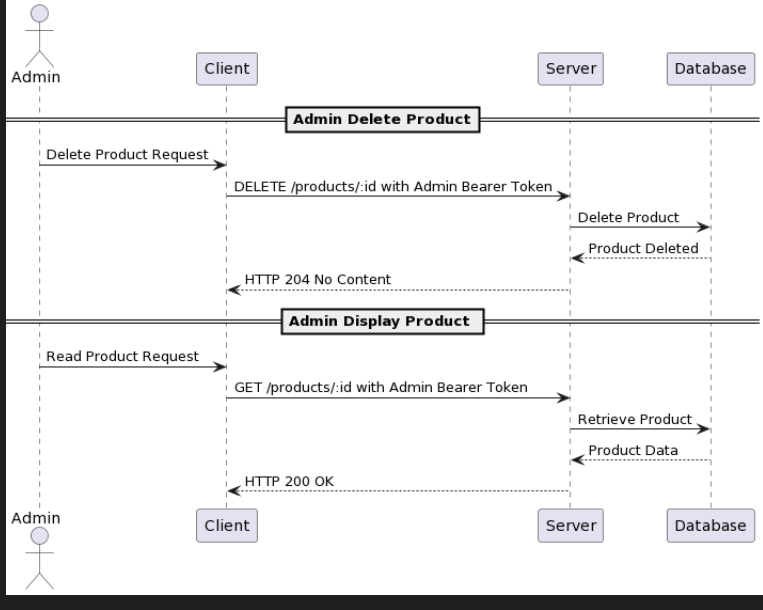 Admin
Client
Server
Database
Admin Delete Product
Delete Product Request
DELETE /products/:id with Admin Bearer Token
Delete Product
Product Deleted
HTTP 204 No Content
Admin Display Product
Read Product Request
GET /products/:id with Admin Bearer Token
Retrieve Product
Product Data
HTTP 200 OK
Admin
Client
Server
Database